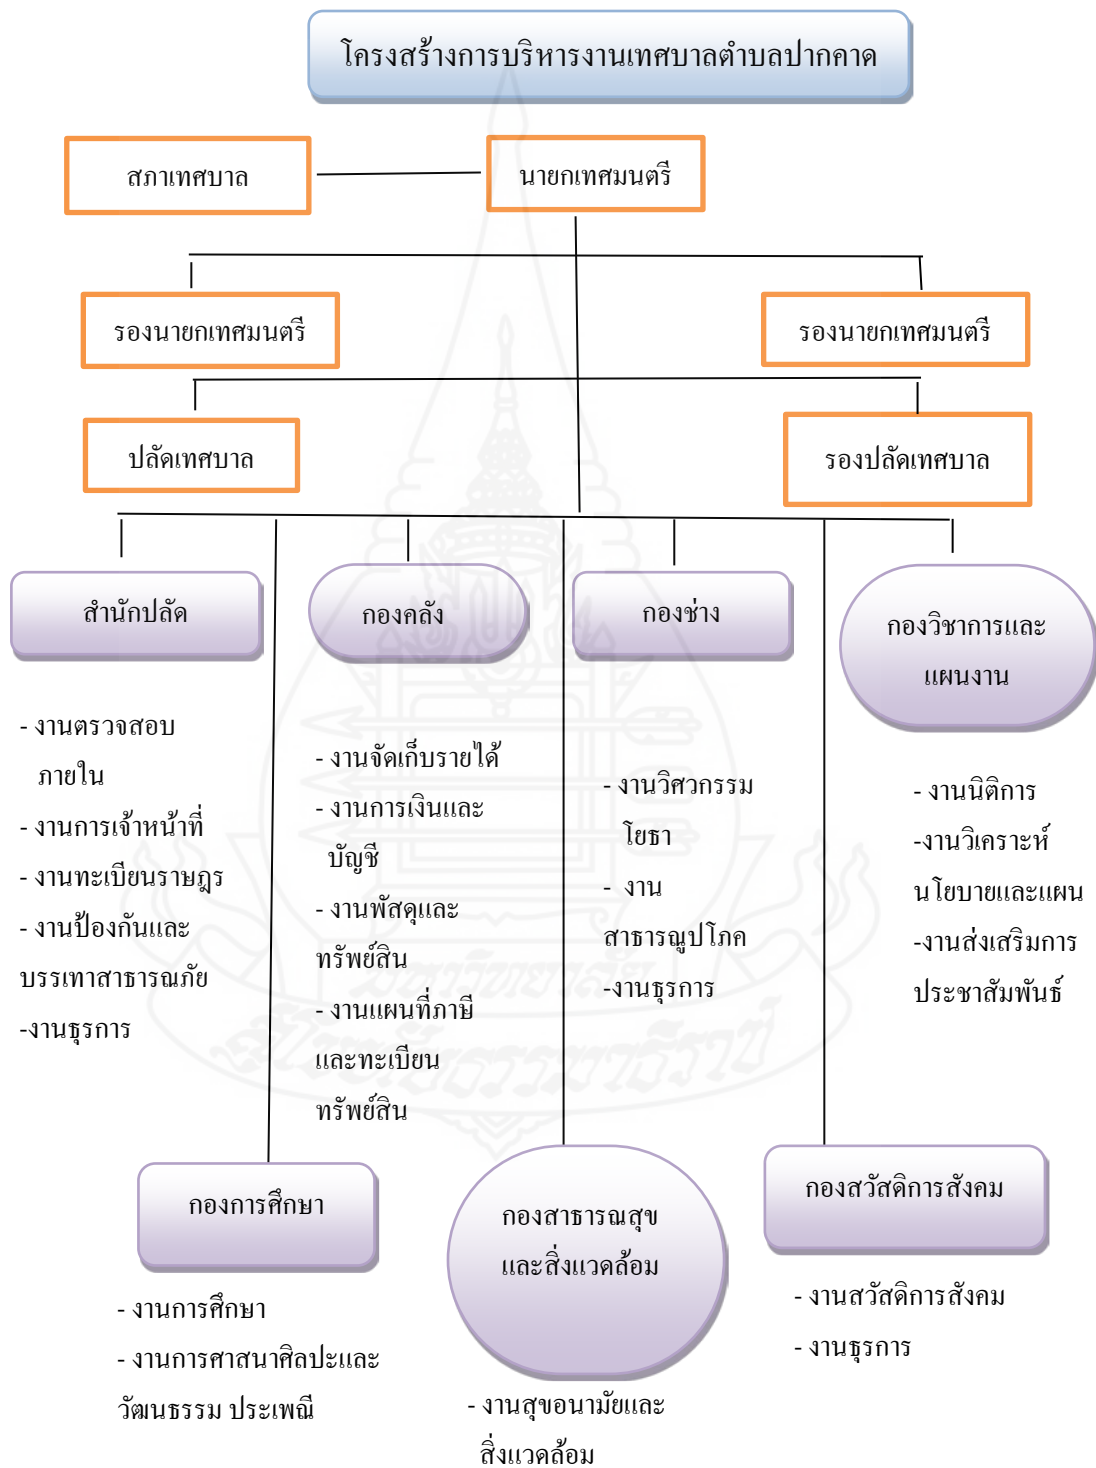 โครงสร้างการบริหารงานเทศบาลตำบลปากคาด
สภาเทศบาล
นายกเทศมนตรี
รองนายกเทศมนตรี
รองนายกเทศมนตรี
ปลัดเทศบาล
รองปลัดเทศบาล
สำนักปลัด
- งานตรวจสอบ
ภายใน
- งานการเจ้าหน้าที่
- งานทะเบียนราษฎร
- งานป้องกันและ
บรรเทาสาธารณภัย
-งานธุรการ
กองคลัง
- งานจัดเก็บรายได้
- งานการเงินและ
บัญชี
- งานพัสดุและ
ทรัพย์สิน
- งานแผนที่ภาษี
และทะเบียน
ทรัพย์สิน
กองช่าง
- งานวิศวกรรม
โยธา
- งาน
สาธารณูปโภค
-งานธุรการ
กองวิชาการและ
แผนงาน
- งานนิติการ
-งานวิเคราะห์
นโยบายและแผน
-งานส่งเสริมการ
ประชาสัมพันธ์
กองการศึกษา
- งานการศึกษา
- งานการศาสนาศิลปะและ
วัฒนธรรม ประเพณี
กองสาธารณสุข
และสิ่งแวดล้อม
- งานสุขอนามัยและ
สิ่งแวดล้อม
กองสวัสดิการสังคม
- งานสวัสดิการสังคม
- งานธุรการ
มหาวิทยาลัย
สุโขทัยธรรมาธิราช